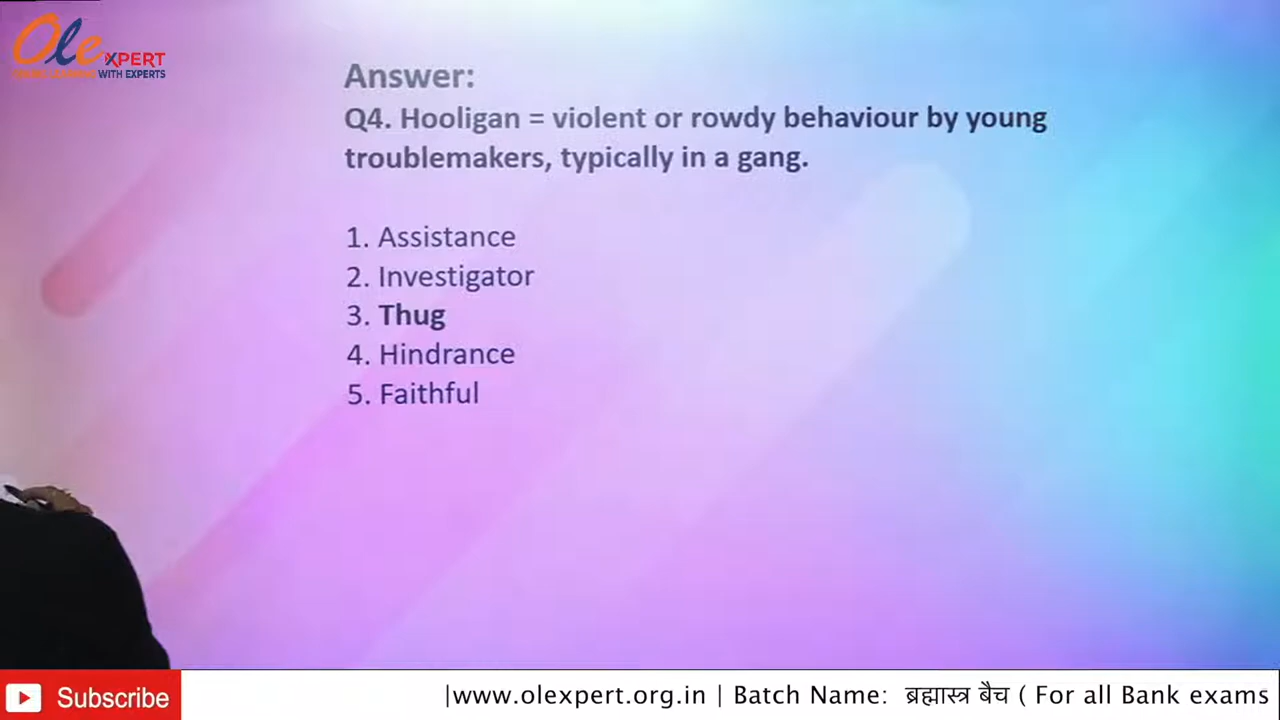 Ole XPERT
WITH EXPERTS
Answer:
Q4. Hooligan = violent or rowdy behaviour by young
troublemakers, typically in a gang.
1. Assistance
2. Investigator
3. Thug
4. Hindrance
5. Faithful
Subscribe
|www.olexpert.org.in | Batch Name: ब्रह्मास्त्र बैच ( For all Bank exams